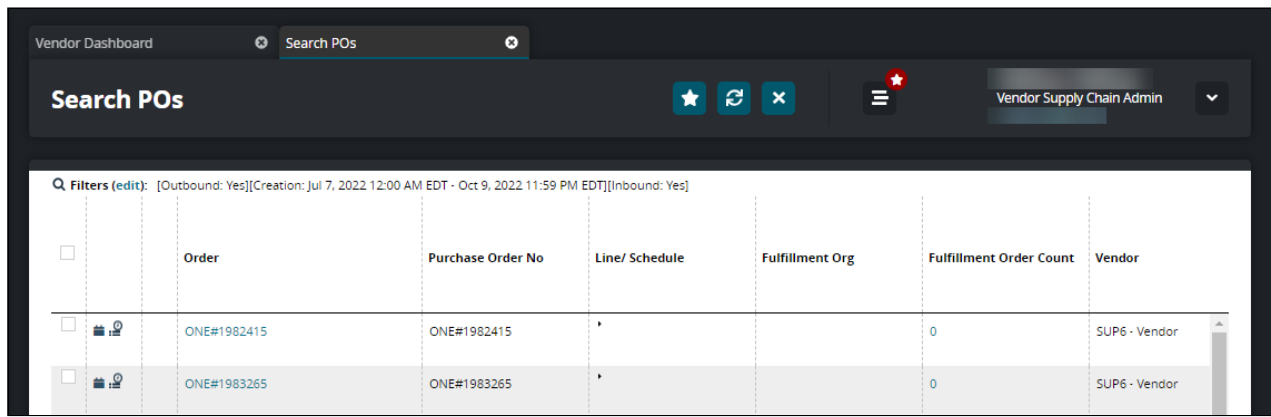 Vendor Dashboard Search POs
Search POs
Vendor Supply Chain Admin
Filters (edit): [Outbound: Yes][Creation: Jul 7, 2022 12:00 AM EDT - Oct 9, 2022 11:59 PM EDT][Inbound: Yes]
Order Purchase Order No Line/ Schedule Fulfillment Org Fulfillment Order Count Vendor
ONE#1982415 ONE#1982415 0 SUP6 - Vendor
ONE#1983265 ONE#1983265 0 SUP6 - Vendor